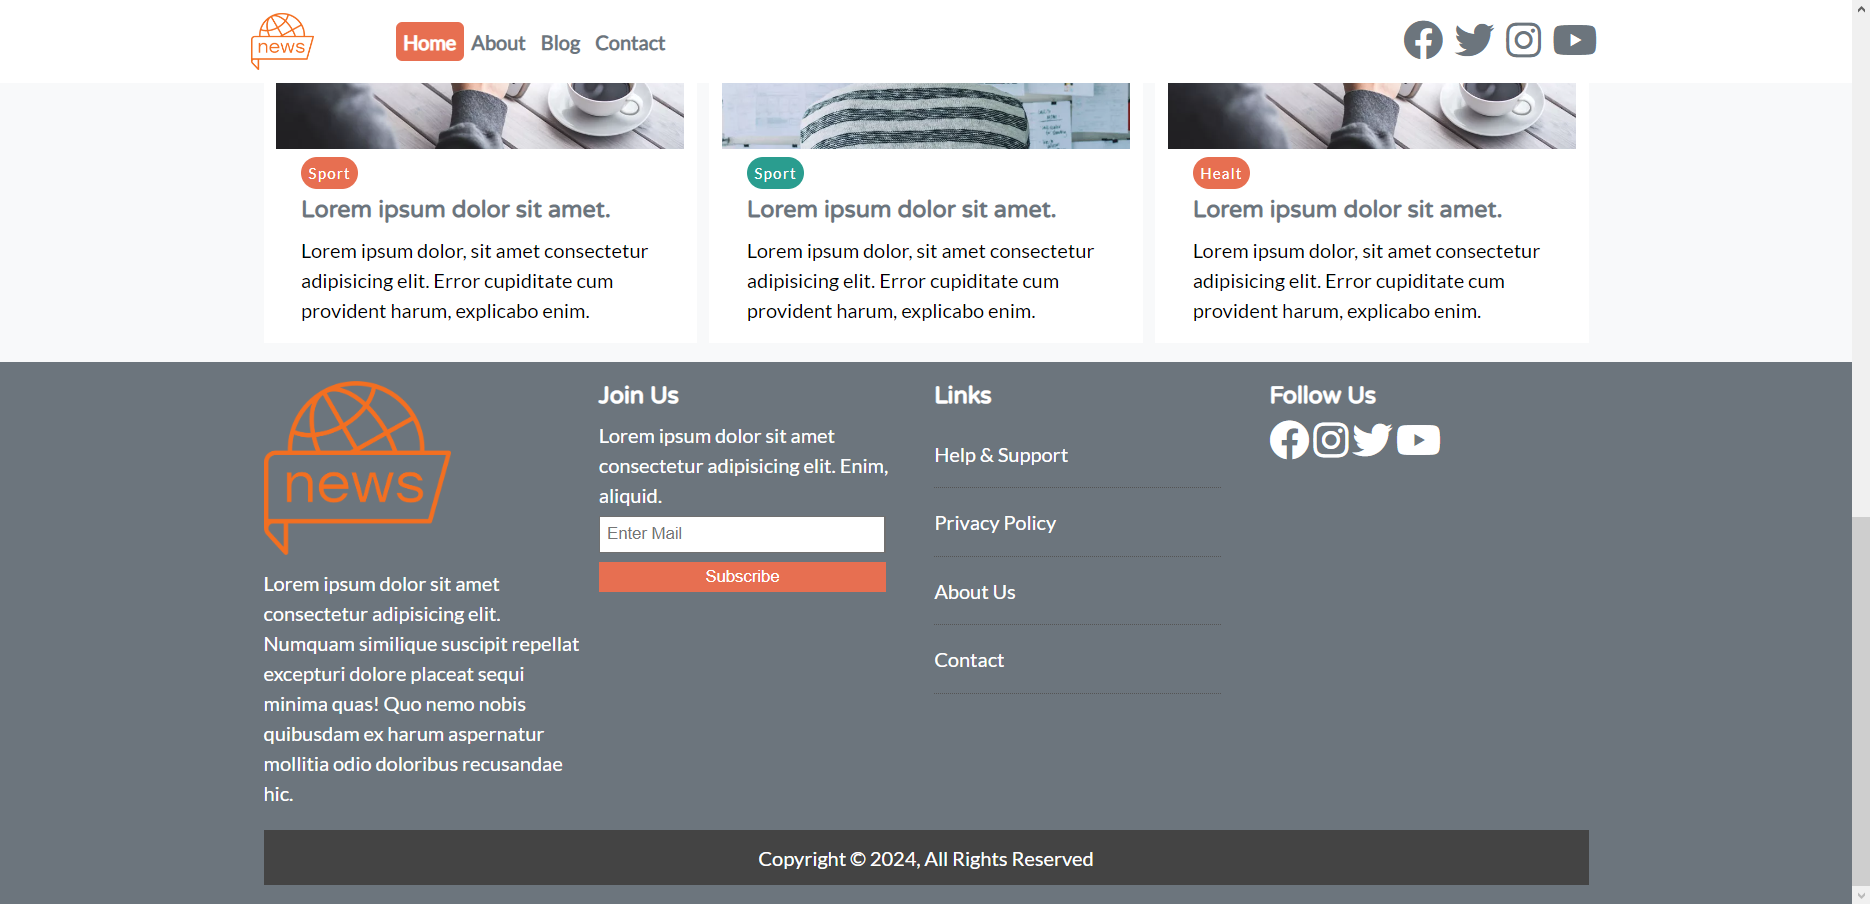 news
Home About Blog Contact
Sport
Lorem ipsum dolor sit amet.
Lorem ipsum dolor, sit amet consectetur
adipisicing elit. Error cupiditate cum
provident harum, explicabo enim.
Sport
Lorem ipsum dolor sit amet.
Lorem ipsum dolor, sit amet consectetur
adipisicing elit. Error cupiditate cum
provident harum, explicabo enim.
Healt
Lorem ipsum dolor sit amet.
Lorem ipsum dolor, sit amet consectetur
adipisicing elit. Error cupiditate cum
provident harum, explicabo enim.
news
Lorem ipsum dolor sit amet
consectetur adipisicing elit.
Numquam similique suscipit repellat
excepturi dolore placeat sequi
minima quas! Quo nemo nobis
quibusdam ex harum aspernatur
mollitia odio doloribus recusandae
hic.
Join Us
Lorem ipsum dolor sit amet
consectetur adipisicing elit. Enim,
aliquid.
Enter Mail
Subscribe
Links
Help & Support
Privacy Policy
About Us
Contact
Follow Us
Copyright © 2024, All Rights Reserved